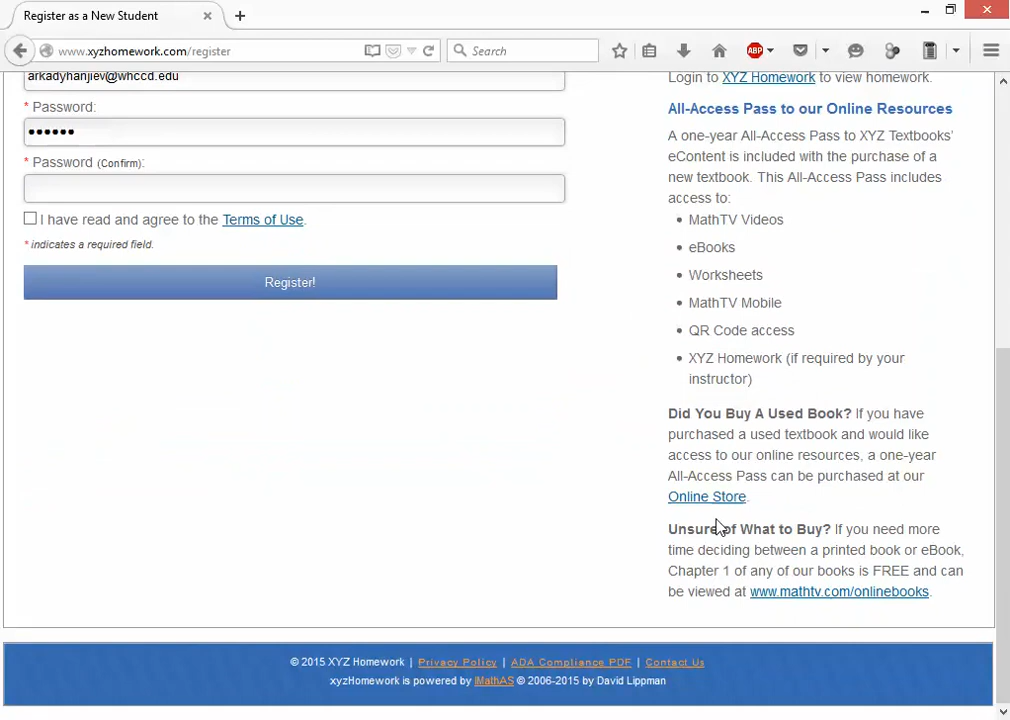 Register as a New Student
www.xyzhomework.com/register
Search
ABP
arkadyhanjiev@whccd.edu
* Password:
••••••
* Password (Confirm):
I have read and agree to the Terms of Use.
* indicates a required field.
Register!
Login to XYZ Homework to view homework.
All-Access Pass to our Online Resources
A one-year All-Access Pass to XYZ Textbooks'
eContent is included with the purchase of a
new textbook. This All-Access Pass includes
access to:
• MathTV Videos
• eBooks
• Worksheets
• MathTV Mobile
• QR Code access
• XYZ Homework (if required by your
instructor)
Did You Buy A Used Book? If you have
purchased a used textbook and would like
access to our online resources, a one-year
All-Access Pass can be purchased at our
Online Store.
Unsure of What to Buy? If you need more
time deciding between a printed book or eBook,
Chapter 1 of any of our books is FREE and can
be viewed at www.mathtv.com/onlinebooks.
© 2015 XYZ Homework | Privacy Policy | ADA Compliance PDF | Contact Us
xyzHomework is powered by IMathAS © 2006-2015 by David Lippman